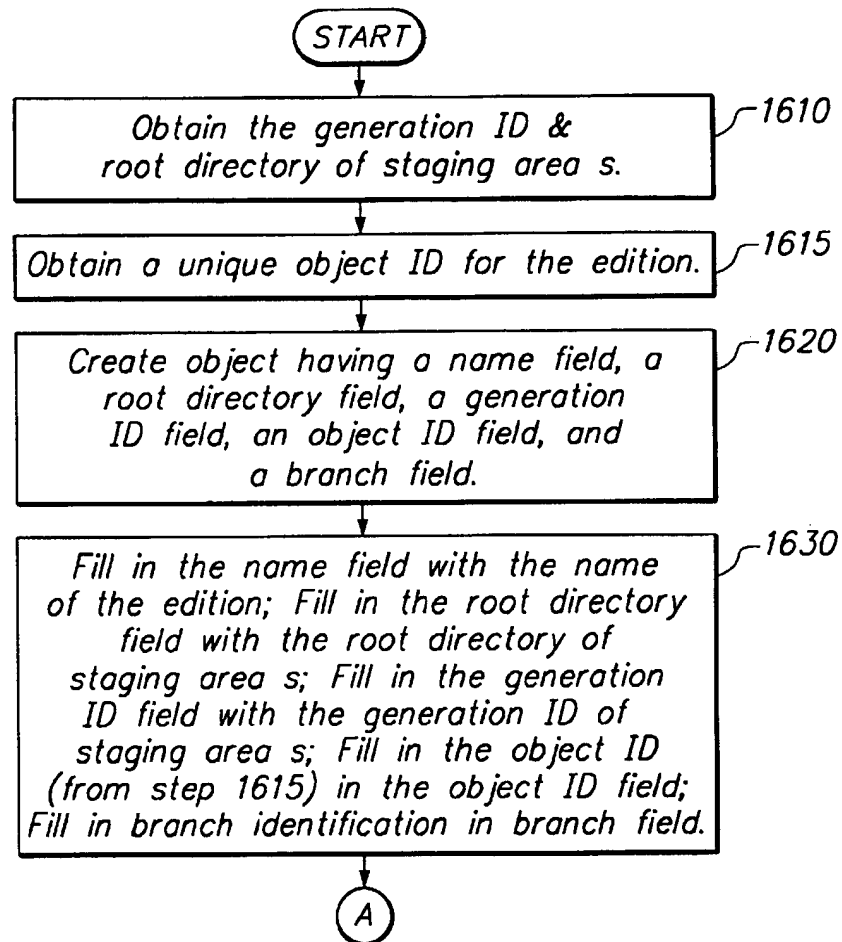 START
Obtain the generation ID &
root directory of staging area s.
1610
Obtain a unique object ID for the edition.
1615
Create object having a name field, a
root directory field, a generation
ID field, an object ID field, and
a branch field.
1620
Fill in the name field with the name
of the edition; Fill in the root directory
field with the root directory of
staging area s; Fill in the generation
ID field with the generation ID of
staging area s; Fill in the object ID
(from step 1615) in the object ID field;
Fill in branch identification in branch field.
1630
A